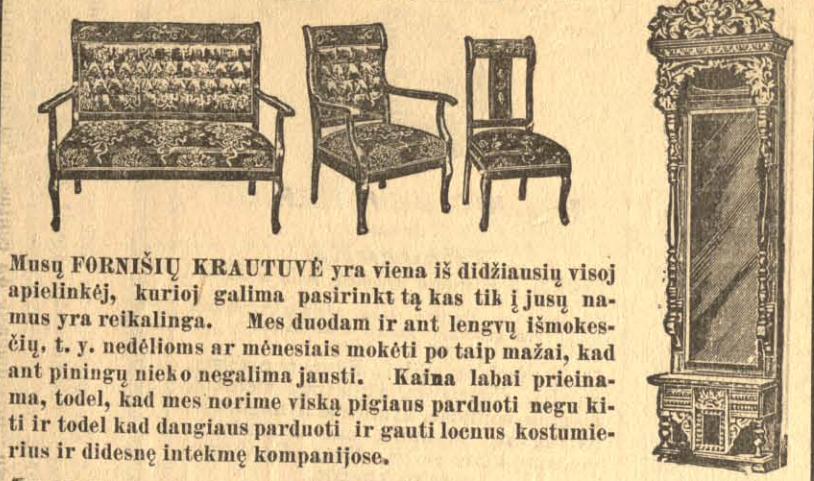 Musų FORNIŠIŲ KRAUTUVĖ yra viena iš didžiausių visoj
apielinkėj, kurioj galima pasirinkt tą kas tik į jusų na-
mus yra reikalinga. Mes duodam ir ant lengvų išmokes-
čių, t. y. nedėlioms ar mėnesiais mokėti po taip mažai, kad
ant piningų nieko negalima jausti. Kaina labai prieina-
ma, todel, kad mes norime viską pigiaus parduoti negu ki-
ti ir todel kad daugiaus parduoti ir gauti locnus kostumie-
rius ir didesnę intekmę kompanijose.